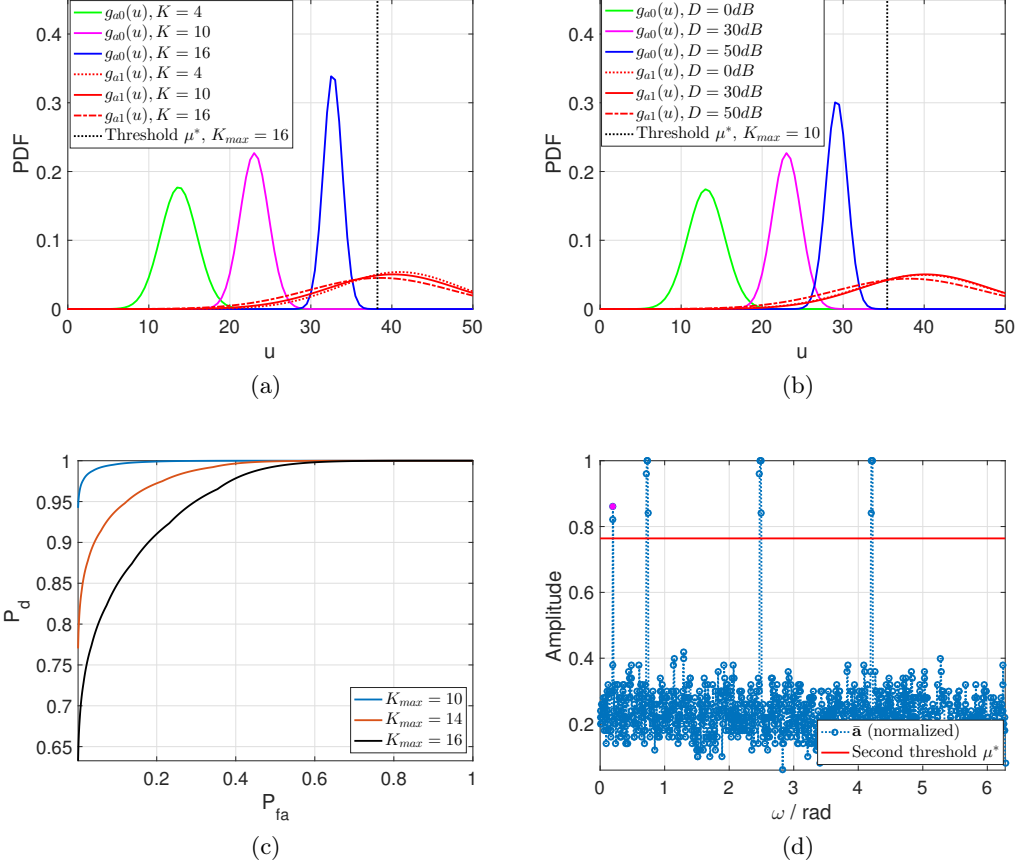 0.4
0.3
0.2
0.1
0
PDF
0
10
20
30
40
50
u
g_{a0}(u), K = 4
g_{a0}(u), K = 10
g_{a0}(u), K = 16
g_{a1}(u), K = 4
g_{a1}(u), K = 10
g_{a1}(u), K = 16
Threshold μ*, K_{max} = 16
(a)
0.4
0.3
0.2
0.1
0
PDF
0
10
20
30
40
50
u
g_{a0}(u), D = 0dB
g_{a0}(u), D = 30dB
g_{a0}(u), D = 50dB
g_{a1}(u), D = 0dB
g_{a1}(u), D = 30dB
g_{a1}(u), D = 50dB
Threshold μ*, K_{max} = 10
(b)
1
0.95
0.9
0.85
0.8
0.75
0.7
0.65
P_d
0.2
0.4
0.6
0.8
1
P_{fa}
K_{max} = 10
K_{max} = 14
K_{max} = 16
(c)
1
0.8
0.6
0.4
0.2
Amplitude
0
1
2
3
4
5
6
ω / rad
ā (normalized)
Second threshold μ*
(d)